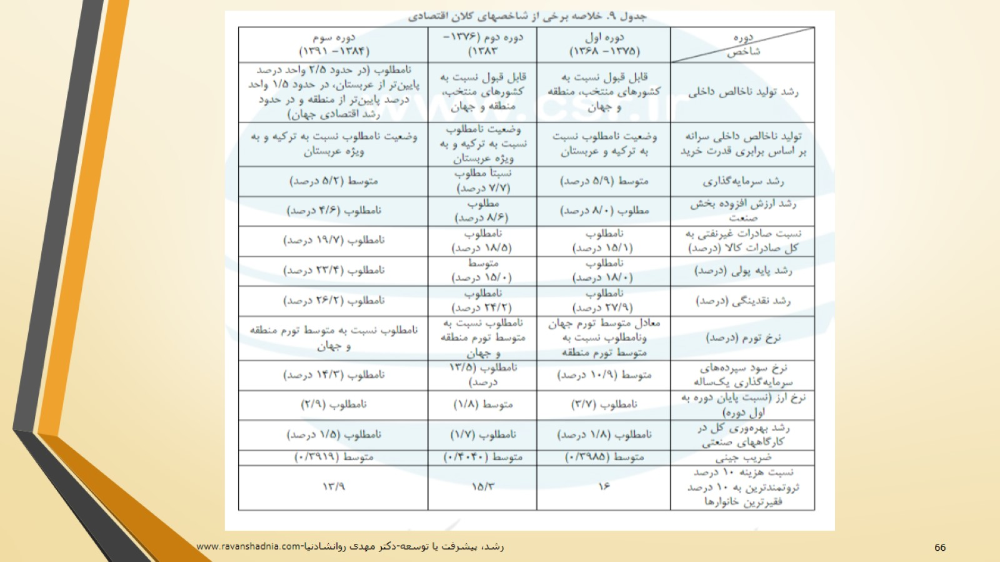 جدول ۹. خلاصه برخی از شاخصهای کلان اقتصادی
دوره
شاخص
دوره اول
(۱۳۷۵– ۱۳۶۸)
دوره دوم (۱۳۷۶–
۱۳۸۳)
دوره سوم
(۱۳۸۴– ۱۳۹۱)
رشد تولید ناخالص داخلی
قابل قبول نسبت به
کشورهای منتخب، منطقه
و جهان
قابل قبول نسبت به
کشورهای منتخب،
منطقه و جهان
نامطلوب (در حدود ۲/۵ واحد درصد
پایین‌تر از عربستان، در حدود ۱/۵ واحد
درصد پایین‌تر از منطقه و در حدود
رشد اقتصادی جهان)
تولید ناخالص داخلی سرانه
بر اساس برابری قدرت خرید
وضعیت نامطلوب نسبت
به ترکیه و عربستان
وضعیت نامطلوب
نسبت به ترکیه و به
ویژه عربستان
وضعیت نامطلوب نسبت به ترکیه و به
ویژه عربستان
رشد سرمایه‌گذاری
متوسط (۵/۹ درصد)
نسبتاً مطلوب
(۷/۷ درصد)
متوسط (۵/۲ درصد)
رشد ارزش افزوده بخش
صنعت
مطلوب (۸/۰ درصد)
مطلوب
(۸/۶ درصد)
نامطلوب (۴/۶ درصد)
نسبت صادرات غیرنفتی به
کل صادرات کالا (درصد)
نامطلوب
(۱۵/۱ درصد)
نامطلوب
(۱۸/۵ درصد)
نامطلوب (۱۹/۷ درصد)
رشد پایه پولی (درصد)
نامطلوب
(۱۸/۰ درصد)
متوسط
(۱۵/۰ درصد)
نامطلوب (۲۳/۴ درصد)
رشد نقدینگی (درصد)
نامطلوب
(۲۷/۹ درصد)
نامطلوب
(۲۴/۲ درصد)
نامطلوب (۲۶/۲ درصد)
نرخ تورم (درصد)
معادل متوسط تورم جهان
ونامطلوب نسبت به
متوسط تورم منطقه
نامطلوب نسبت به
متوسط تورم منطقه
و جهان
نامطلوب نسبت به متوسط تورم منطقه
و جهان
نرخ سود سپرده‌های
سرمایه‌گذاری یک‌ساله
متوسط (۱۰/۹ درصد)
نامطلوب (۱۳/۵
درصد)
نامطلوب (۱۴/۳ درصد)
نرخ ارز (نسبت پایان دوره به
اول دوره)
نامطلوب (۳/۷)
متوسط (۱/۸)
نامطلوب (۲/۹)
رشد بهره‌وری کل در
کارگاههای صنعتی
نامطلوب (۱/۸ درصد)
نامطلوب (۱/۷)
نامطلوب (۱/۵ درصد)
ضریب جینی
متوسط (۰/۳۹۸۵)
متوسط (۰/۴۰۴۰)
متوسط (۰/۳۹۱۹)
نسبت هزینه ۱۰ درصد
ثروتمندترین به ۱۰ درصد
فقیرترین خانوارها
۱۶
۱۵/۳
۱۳/۹
www.csr.ir
رشد، پیشرفت یا توسعه-دکتر مهدی روانشادنیا-www.ravanshadnia.com
66